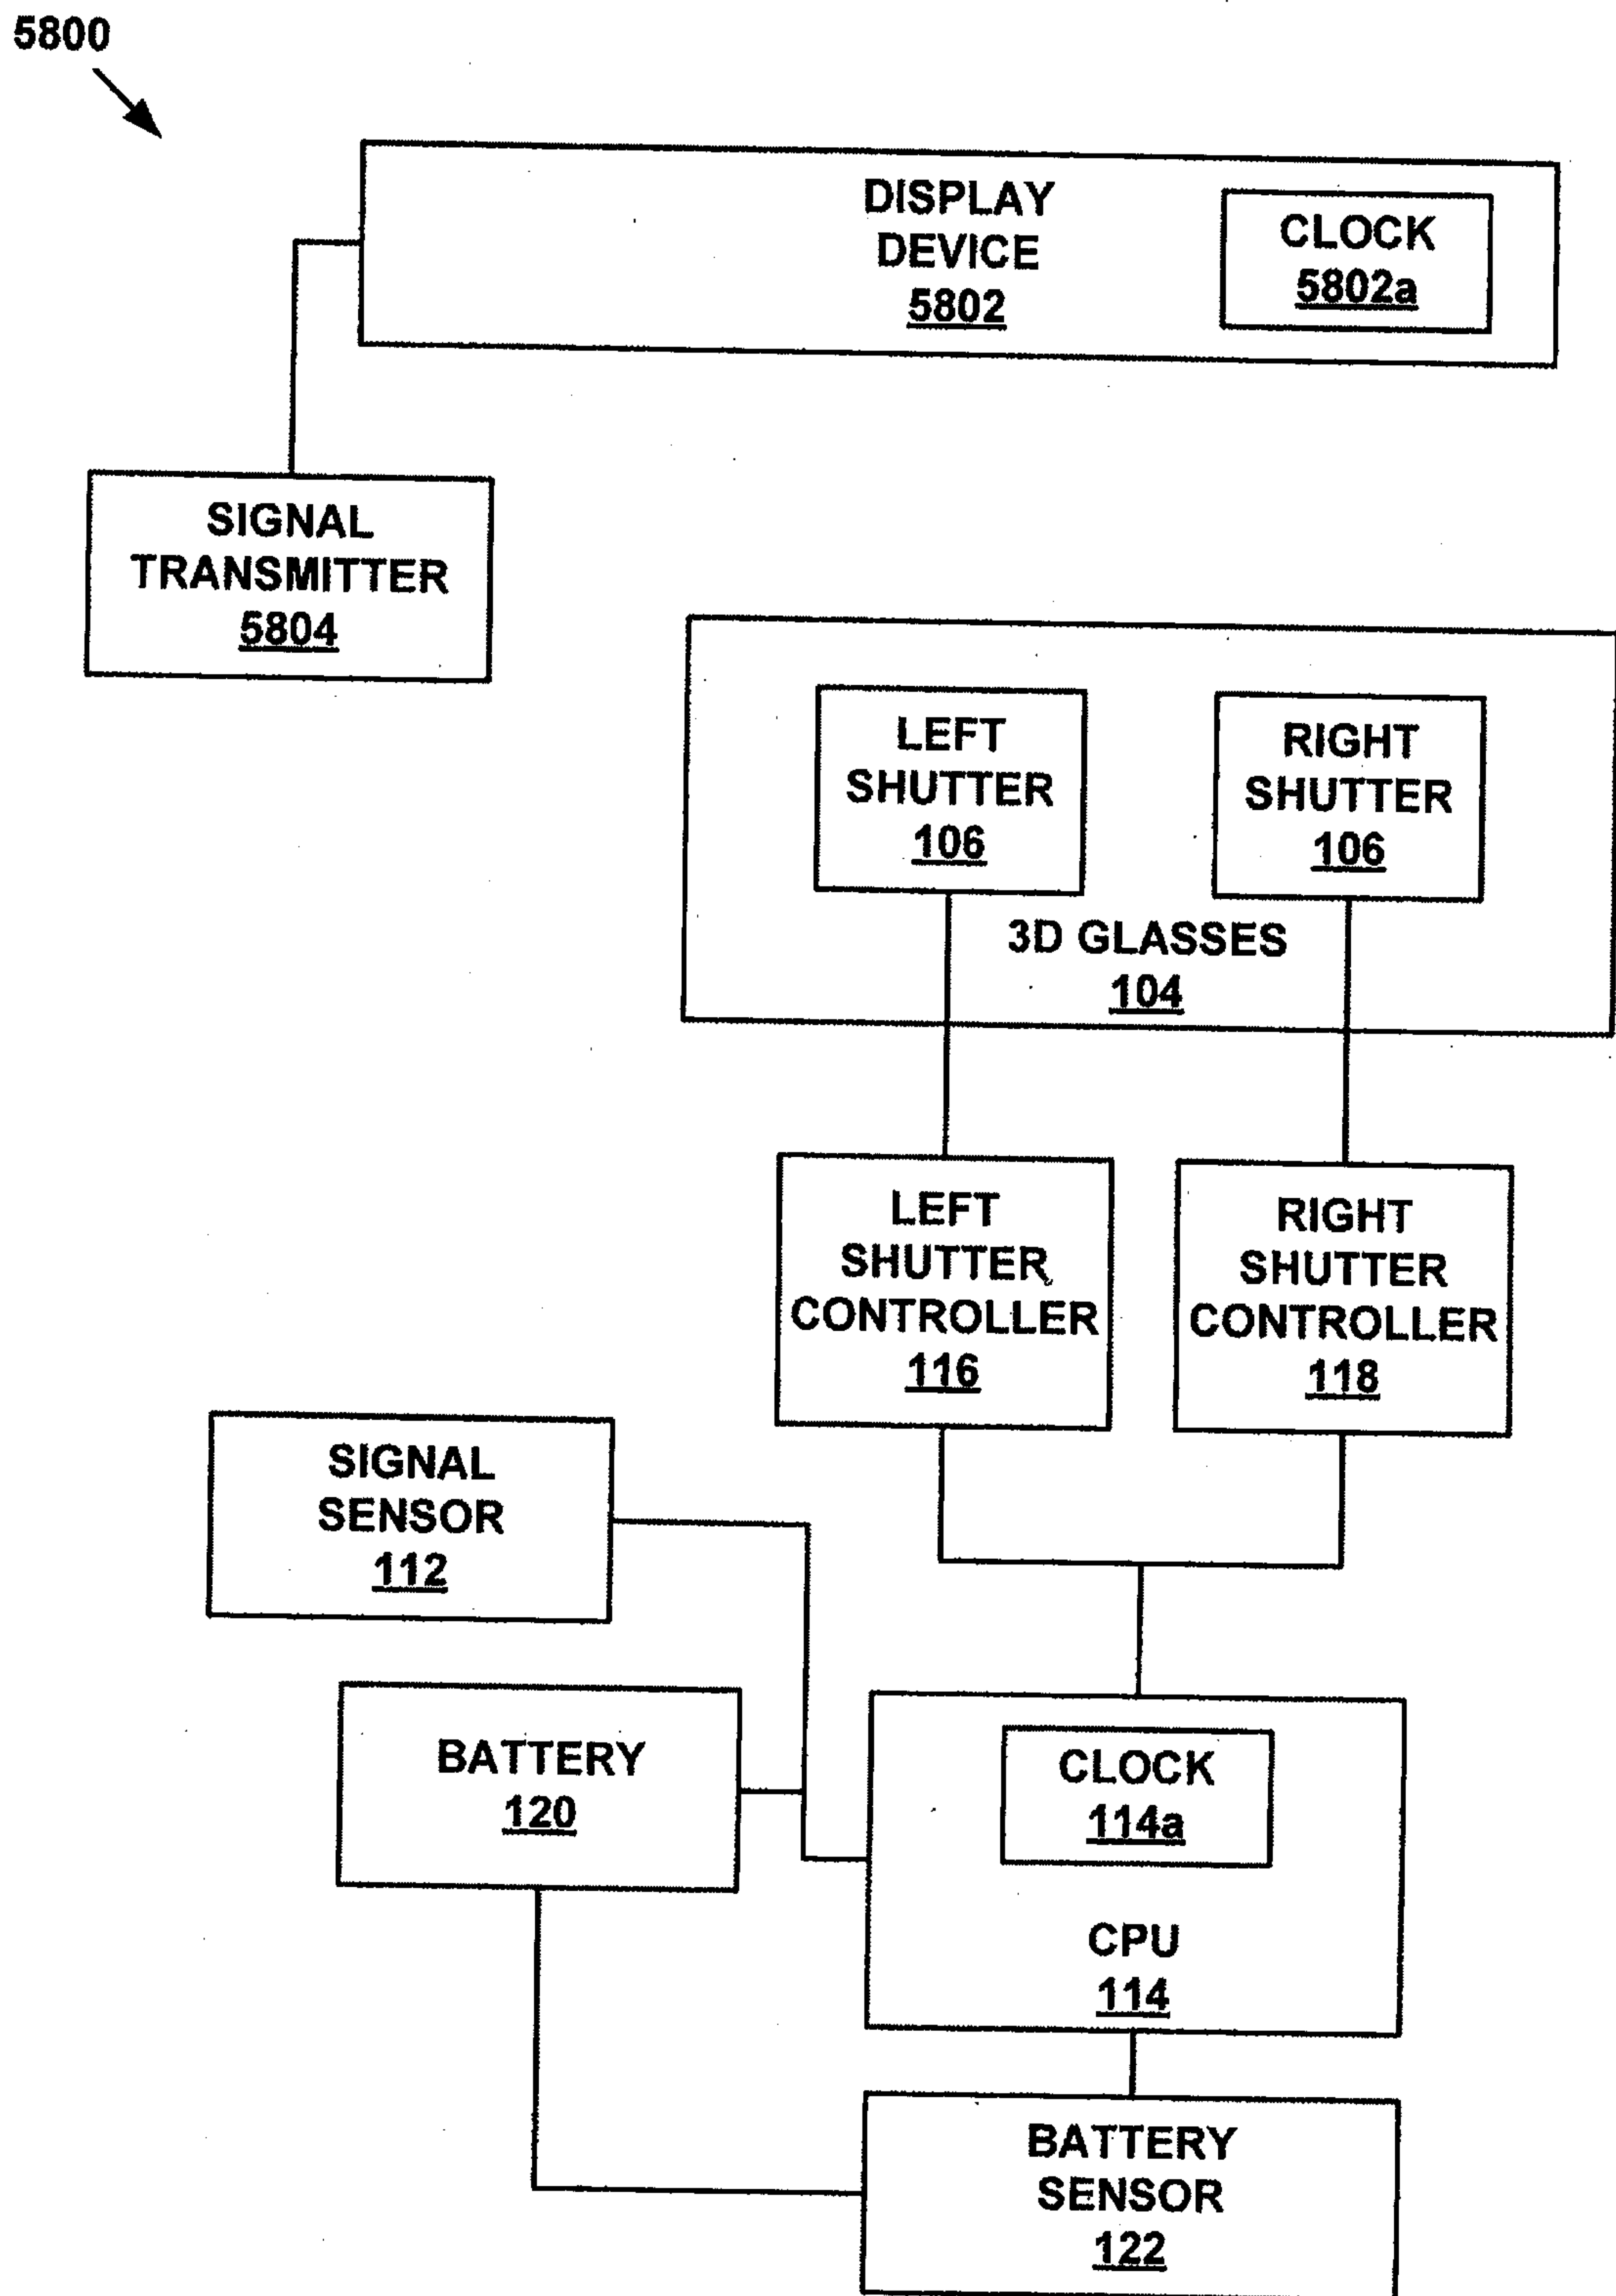 5800
DISPLAY
DEVICE
5802
CLOCK
5802a
SIGNAL
TRANSMITTER
5804
LEFT
SHUTTER
106
RIGHT
SHUTTER
106
3D GLASSES
104
LEFT
SHUTTER
CONTROLLER
116
RIGHT
SHUTTER
CONTROLLER
118
SIGNAL
SENSOR
112
BATTERY
120
CLOCK
114a
CPU
114
BATTERY
SENSOR
122